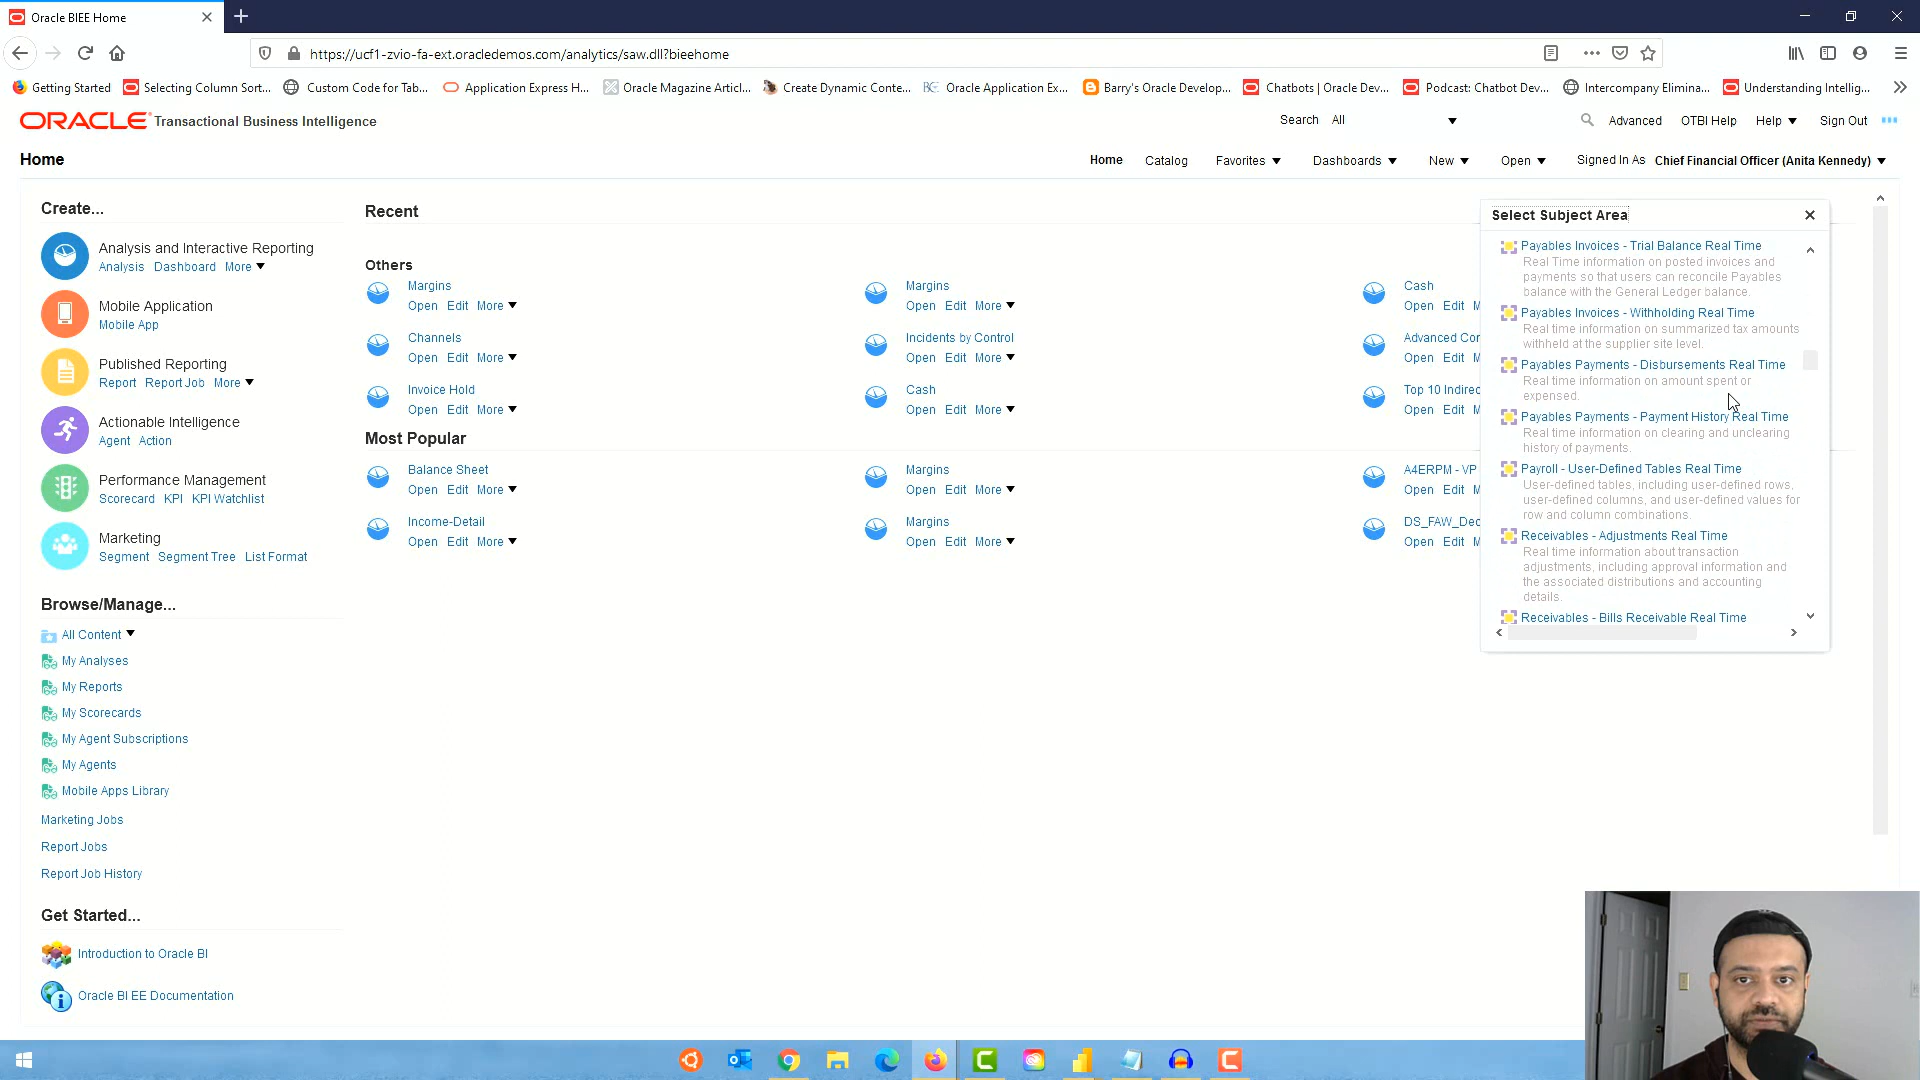 Oracle BIEE Home
https://ucf1-zvio-fa-ext.oracledemos.com/analytics/saw.dll?bieehome
Getting Started Selecting Column Sort... Custom Code for Tab... Application Express H... Oracle Magazine Articl... Create Dynamic Conte... Oracle Application Ex... Barry's Oracle Develop... Chatbots | Oracle Dev... Podcast: Chatbot Dev... Intercompany Elimina... Understanding Intellig...
ORACLE Transactional Business Intelligence
Search All Advanced OTBI Help Help Sign Out
Home
Home Catalog Favorites Dashboards New Open Signed In As Chief Financial Officer (Anita Kennedy)
Create...
Analysis and Interactive Reporting
Analysis Dashboard More
Mobile Application
Mobile App
Published Reporting
Report Report Job More
Actionable Intelligence
Agent Action
Performance Management
Scorecard KPI KPI Watchlist
Marketing
Segment Segment Tree List Format
Browse/Manage...
All Content
My Analyses
My Reports
My Scorecards
My Agent Subscriptions
My Agents
Mobile Apps Library
Marketing Jobs
Report Jobs
Report Job History
Get Started...
Introduction to Oracle BI
Oracle BI EE Documentation
Recent
Others
Margins Margins Cash
Open Edit More Open Edit More Open Edit M
Channels Incidents by Control Advanced Cor
Open Edit More Open Edit More Open Edit M
Invoice Hold Cash Top 10 Indirec
Open Edit More Open Edit More Open Edit M
Most Popular
Balance Sheet Margins A4ERPM - VP
Open Edit More Open Edit More Open Edit M
Income-Detail Margins DS_FAW_Dec
Open Edit More Open Edit More Open Edit M
Select Subject Area
Payables Invoices - Trial Balance Real Time
Real Time information on posted invoices and
payments so that users can reconcile Payables
balance with the General Ledger balance.
Payables Invoices - Withholding Real Time
Real time information on summarized tax amounts
withheld at the supplier site level.
Payables Payments - Disbursements Real Time
Real time information on amount spent or
expensed.
Payables Payments - Payment History Real Time
Real time information on clearing and unclearing
history of payments.
Payroll - User-Defined Tables Real Time
User-defined tables, including user-defined rows,
user-defined columns, and user-defined values for
row and column combinations.
Receivables - Adjustments Real Time
Real time information about transaction
adjustments, including approval information and
the associated distributions and accounting
details.
Receivables - Bills Receivable Real Time